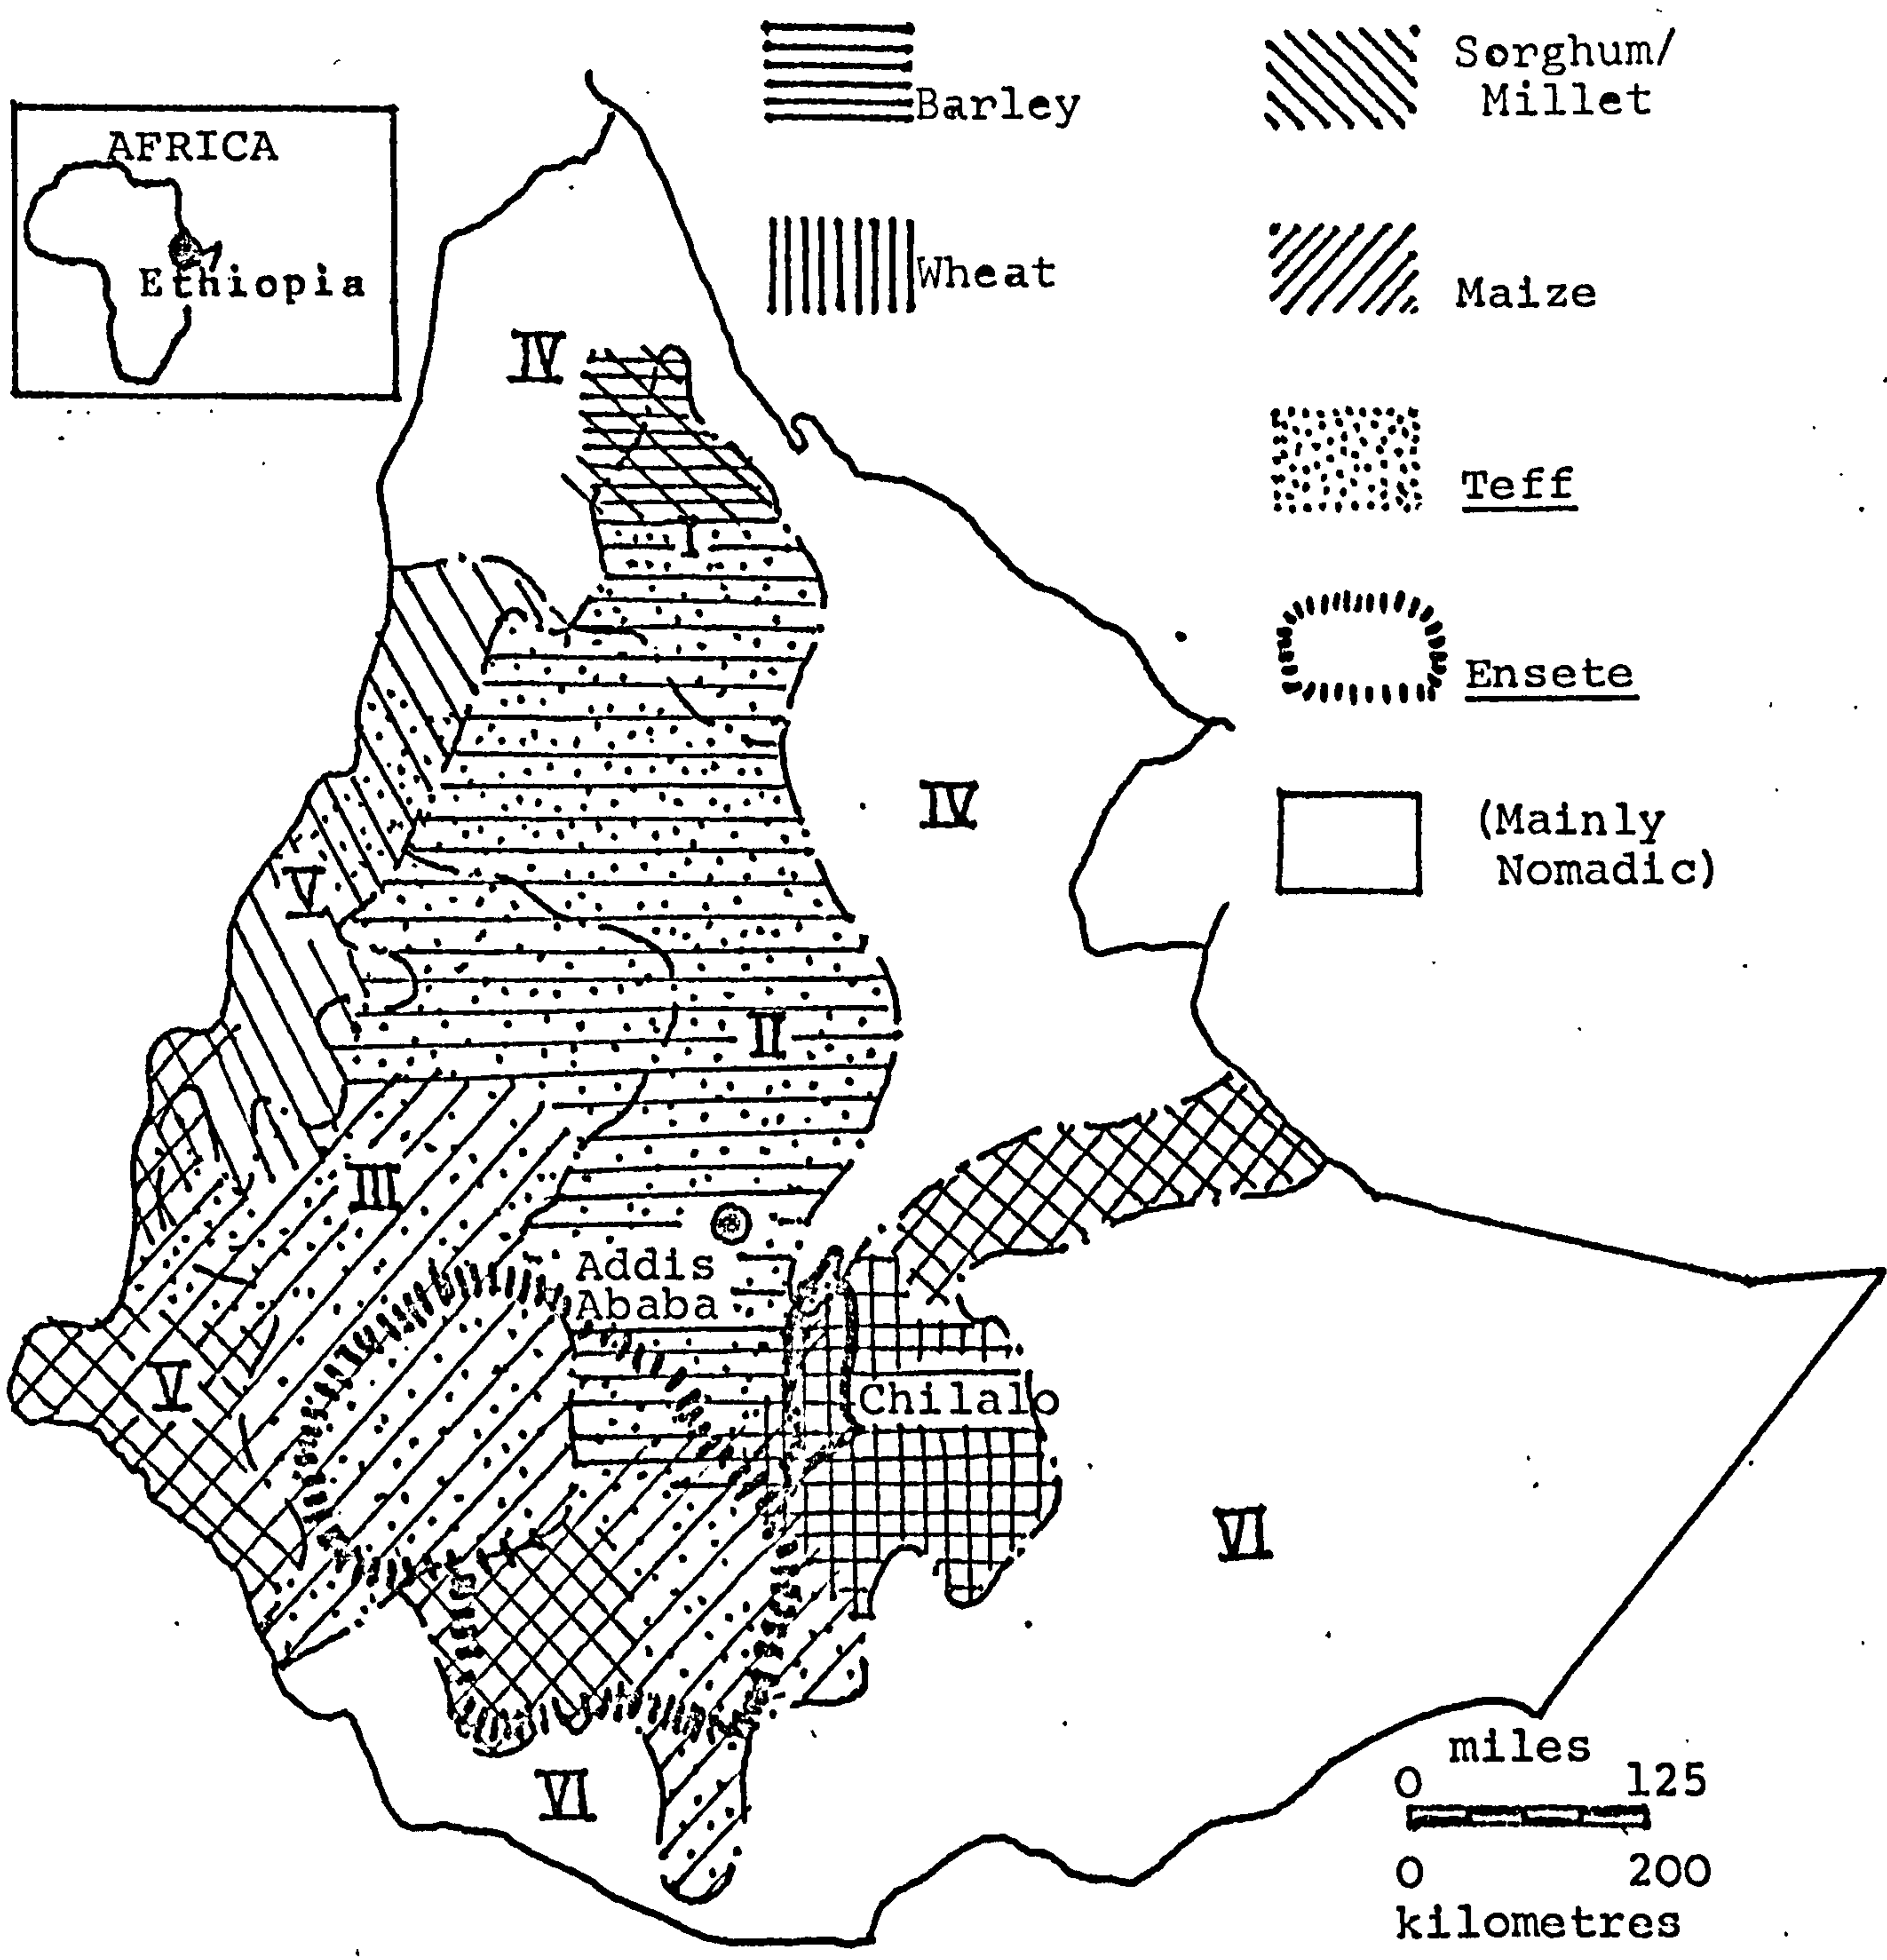 AFRICA
Ethiopia
Barley
Wheat
Sorghum/
Millet
Maize
Teff
Ensete
(Mainly
Nomadic)
IV
I
IV
V
II
III
Addis
Ababa
V
Chilalo
VI
VI
miles
0 125
0 200
kilometres